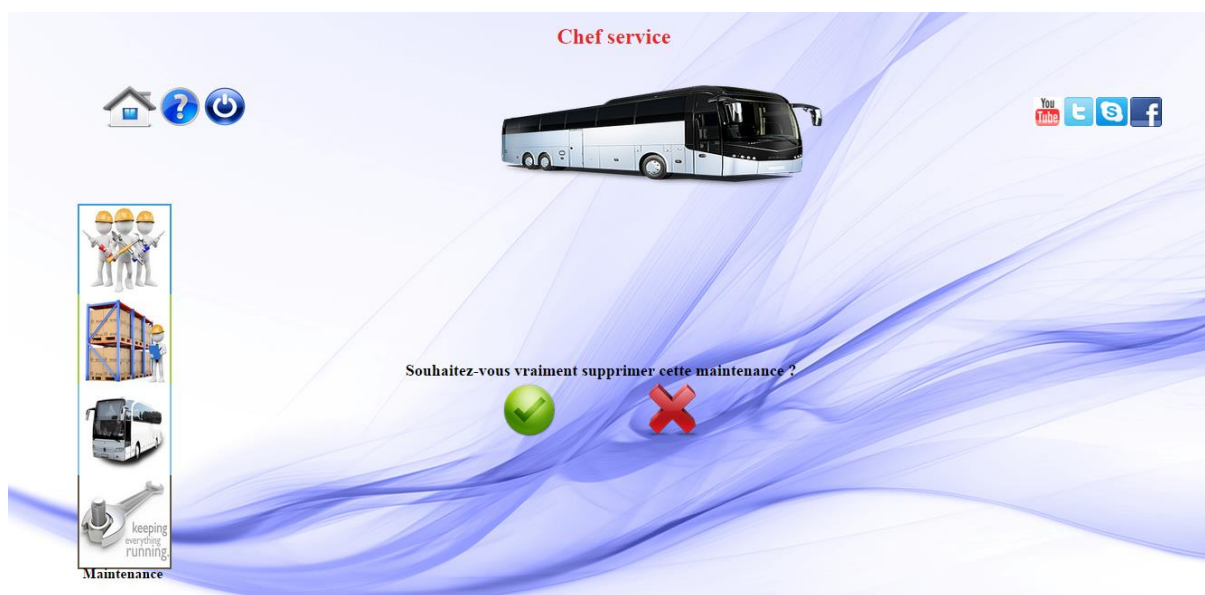 Chef service
You
Tube
Souhaitez-vous vraiment supprimer cette maintenance ?
keeping
everything
running.
Maintenance